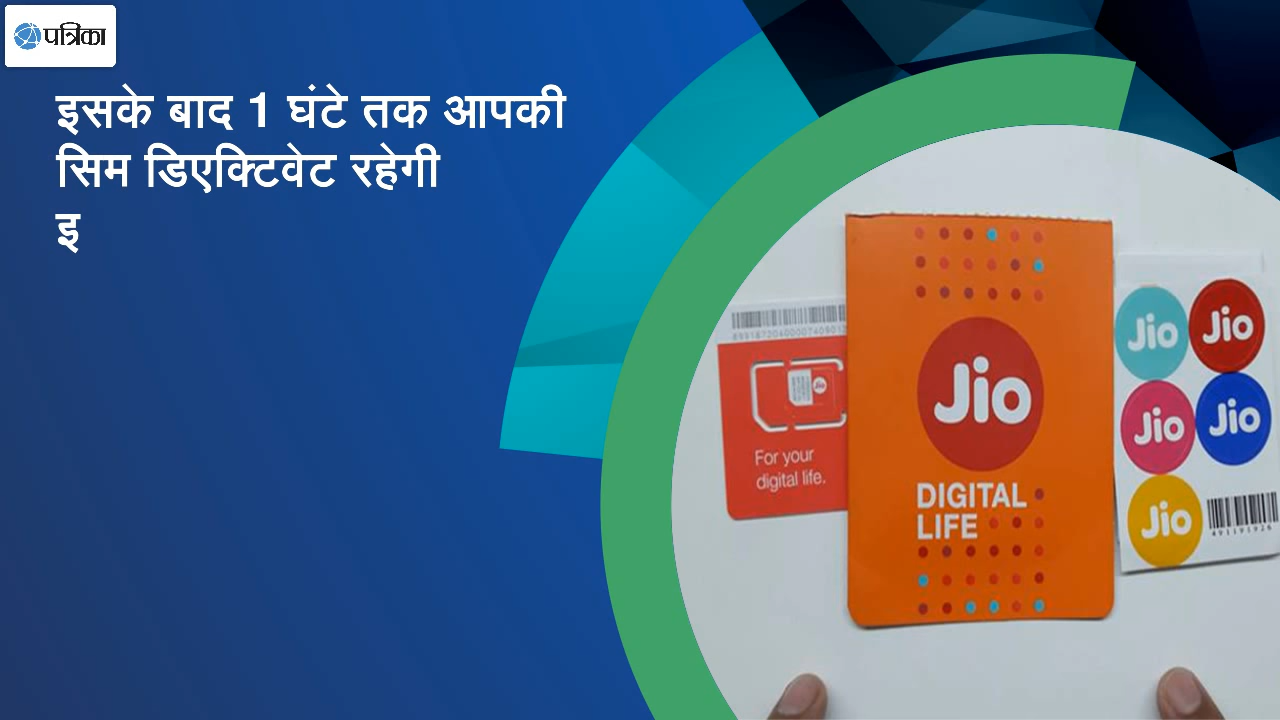 पत्रिका
इसके बाद 1 घंटे तक आपकी
सिम डिएक्टिवेट रहेगी
इ
For your
digital life.
Jio
DIGITAL
LIFE
Jio
Jio
Jio
Jio
Jio